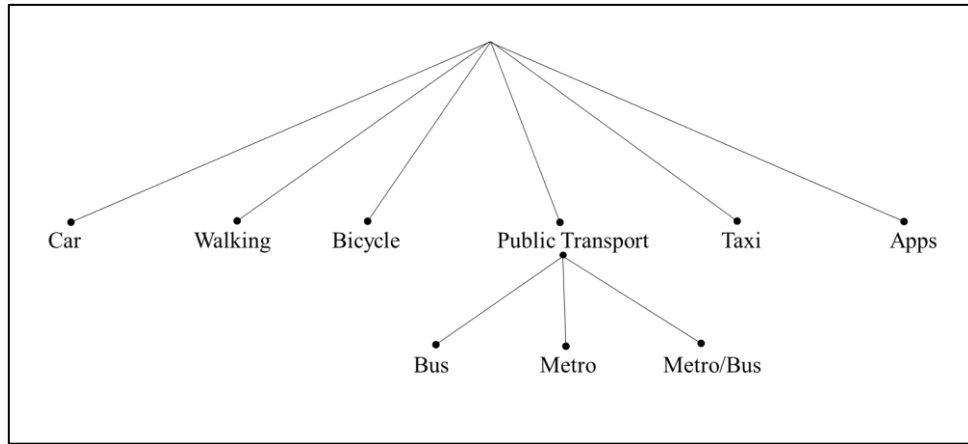 Car Walking Bicycle Public Transport Taxi Apps
Bus Metro Metro/Bus